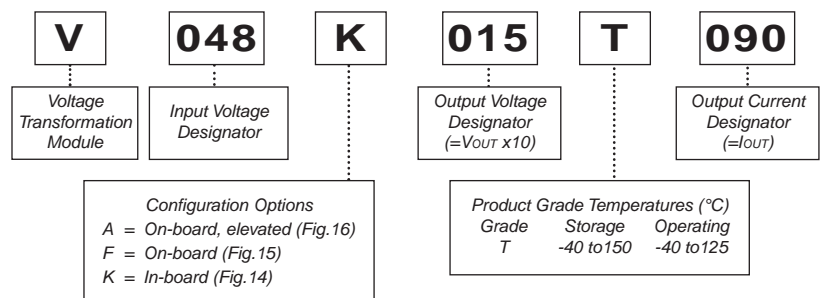 V 048 K 015 T 090
Voltage
Transformation
Module
Input Voltage
Designator
Output Voltage
Designator
(=VOUT x10)
Output Current
Designator
(=IOUT)
Configuration Options
A = On-board, elevated (Fig.16)
F = On-board (Fig.15)
K = In-board (Fig.14)
Product Grade Temperatures (°C)
Grade Storage Operating
T -40 to150 -40 to125